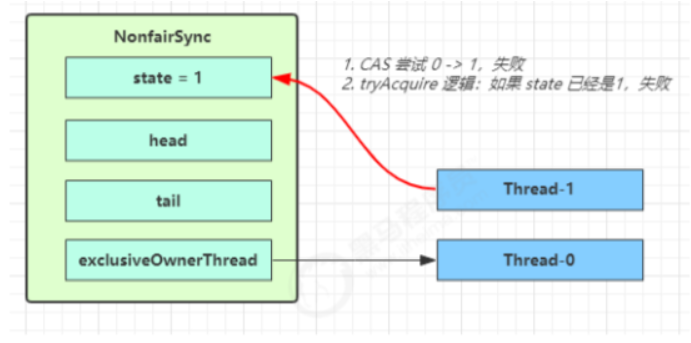 NonfairSync
state = 1
head
tail
exclusiveOwnerThread
1. CAS 尝试 0 -> 1，失败
2. tryAcquire 逻辑：如果 state 已经是1，失败
Thread-1
Thread-0